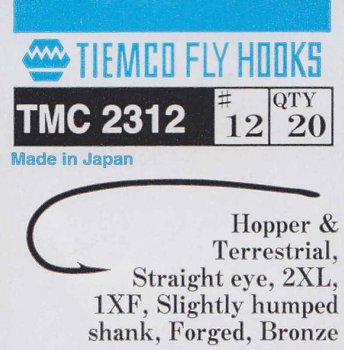 TIEMCO FLY HOOKS
TMC 2312
# 12
QTY 20
Made in Japan
Hopper &
Terrestrial,
Straight eye, 2XL,
1XF, Slightly humped
shank, Forged, Bronze